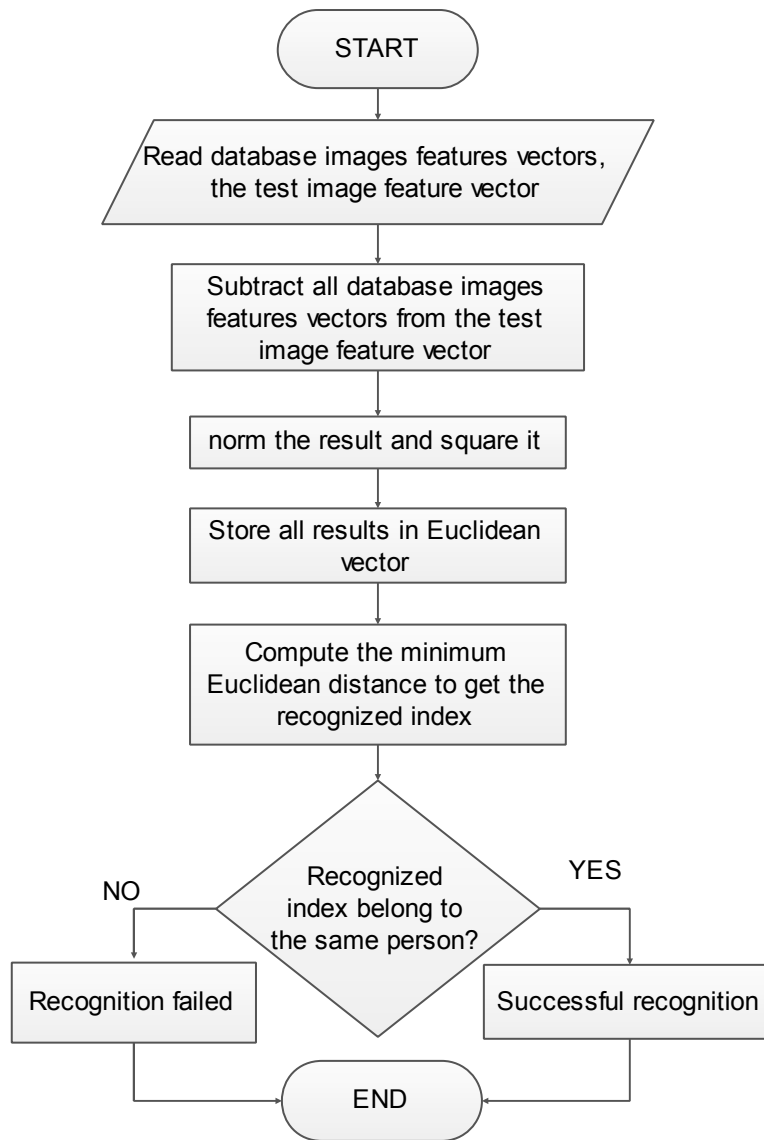 START
Read database images features vectors,
the test image feature vector
Subtract all database images
features vectors from the test
image feature vector
norm the result and square it
Store all results in Euclidean
vector
Compute the minimum
Euclidean distance to get the
recognized index
Recognized
index belong to
the same person?
NO
YES
Recognition failed
Successful recognition
END